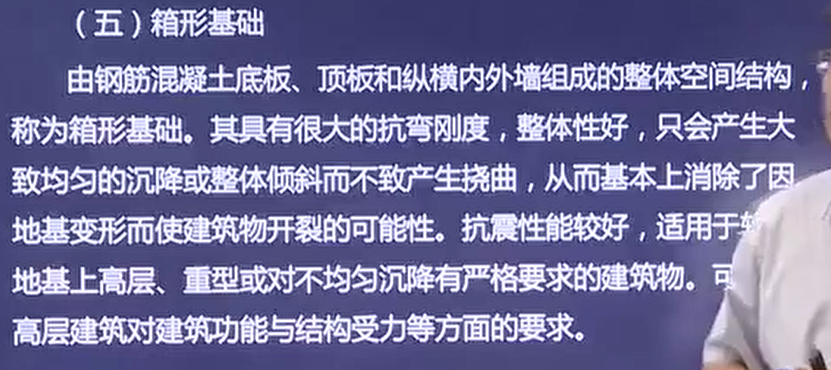 （五）箱形基础
由钢筋混凝土底板、顶板和纵横内外墙组成的整体空间结构，
称为箱形基础。其具有很大的抗弯刚度，整体性好，只会产生大
致均匀的沉降或整体倾斜而不致产生挠曲，从而基本上消除了因
地基变形而使建筑物开裂的可能性。抗震性能较好，适用于
地基上高层、重型或对不均匀沉降有严格要求的建筑物。可
高层建筑对建筑功能与结构受力等方面的要求。